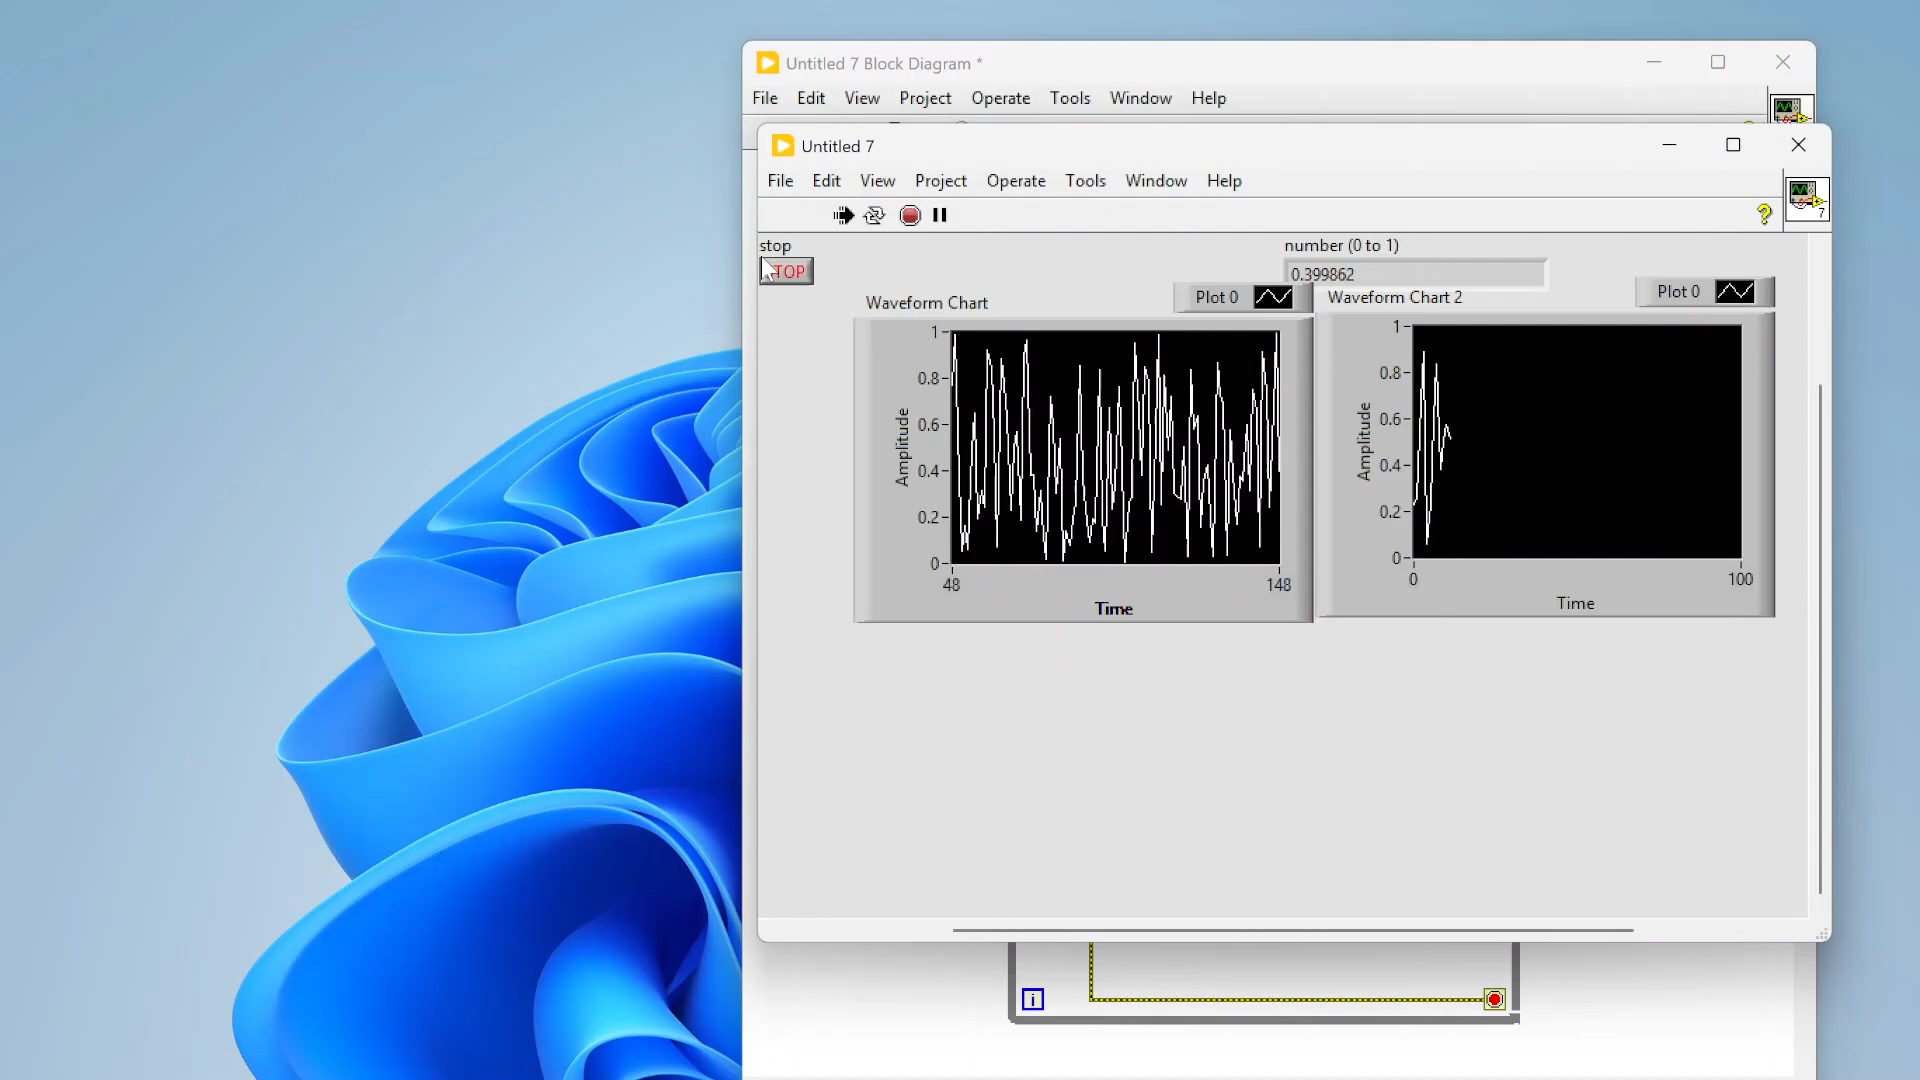 Untitled 7 Block Diagram *
File Edit View Project Operate Tools Window Help
Untitled 7
File Edit View Project Operate Tools Window Help
?
7
stop
TOP
number (0 to 1)
0.399862
Waveform Chart
Plot 0
Waveform Chart 2
Plot 0
1
0.8
0.6
0.4
0.2
0
Amplitude
48
148
Time
1
0.8
0.6
0.4
0.2
0
Amplitude
0
100
Time
i